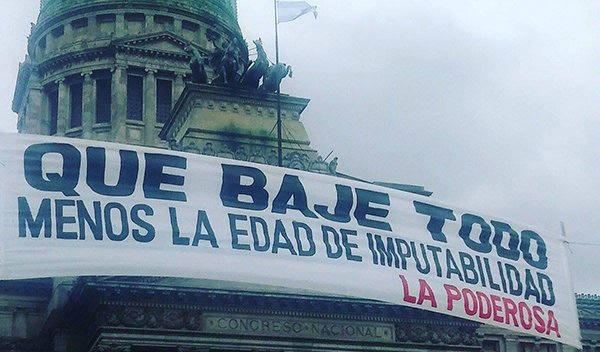 QUE BAJE TODO
MENOS LA EDAD DE IMPUTABILIDAD
LA PODEROSA
CONGRESO NACIONAL